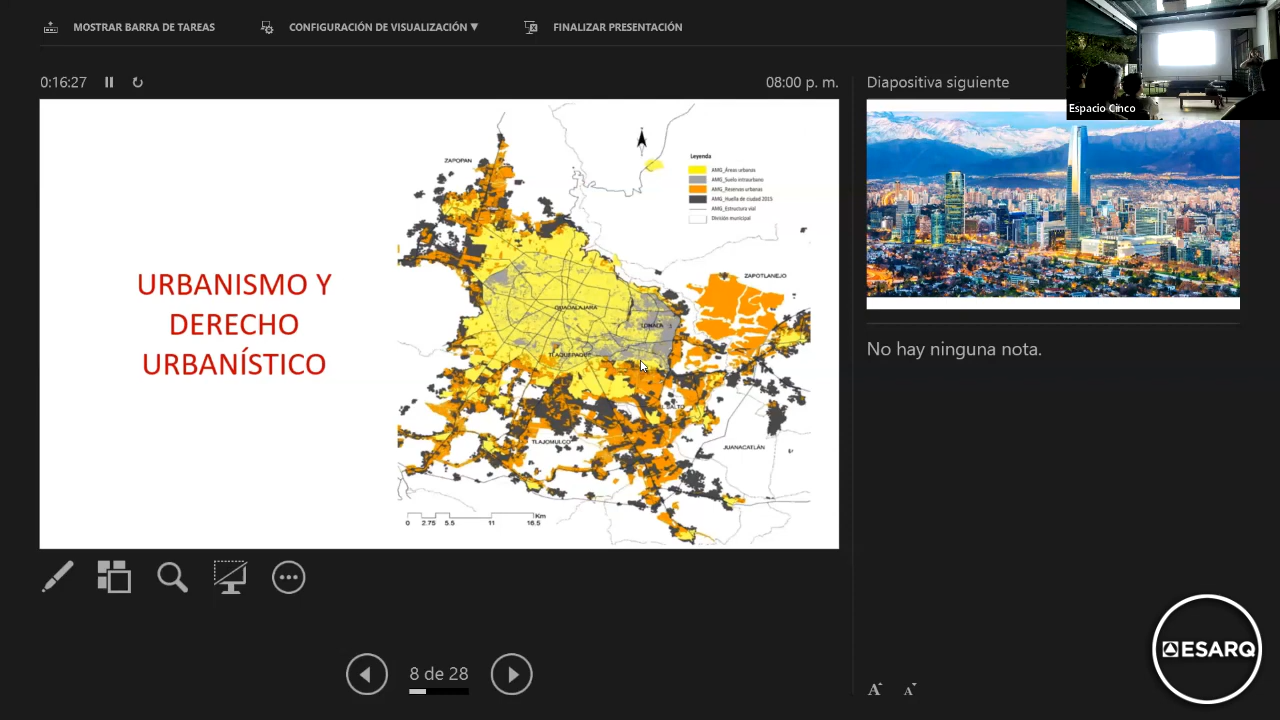 MOSTRAR BARRA DE TAREAS
CONFIGURACIÓN DE VISUALIZACIÓN ▼
FINALIZAR PRESENTACIÓN
Espacio Cinco
0:16:27
08:00 p. m.
Diapositiva siguiente
URBANISMO Y
DERECHO
URBANÍSTICO
ZAPOPAN
Leyenda
AMG_Áreas urbanas
AMG_Suelo intraurbano
AMG_Reservas urbanas
AMG_Huella de ciudad 2015
AMG_Estructura vial
División municipal
ZAPOTLANEJO
GUADALAJARA
TONALÁ
TLAQUEPAQUE
EL SALTO
TLAJOMULCO
JUANACATLÁN
Km
0 2.75 5.5 11 16.5
No hay ninguna nota.
8 de 28
A A
ESARQ